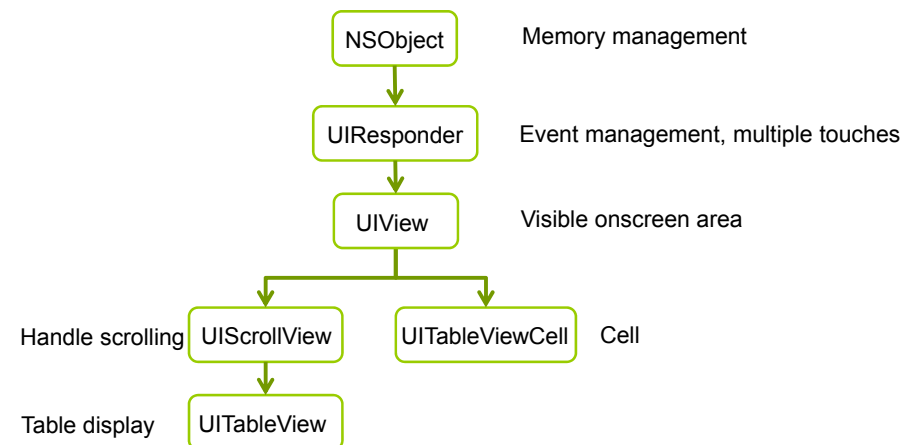 NSObject
Memory management
UIResponder
Event management, multiple touches
UIView
Visible onscreen area
Handle scrolling
UIScrollView
UITableViewCell
Cell
Table display
UITableView